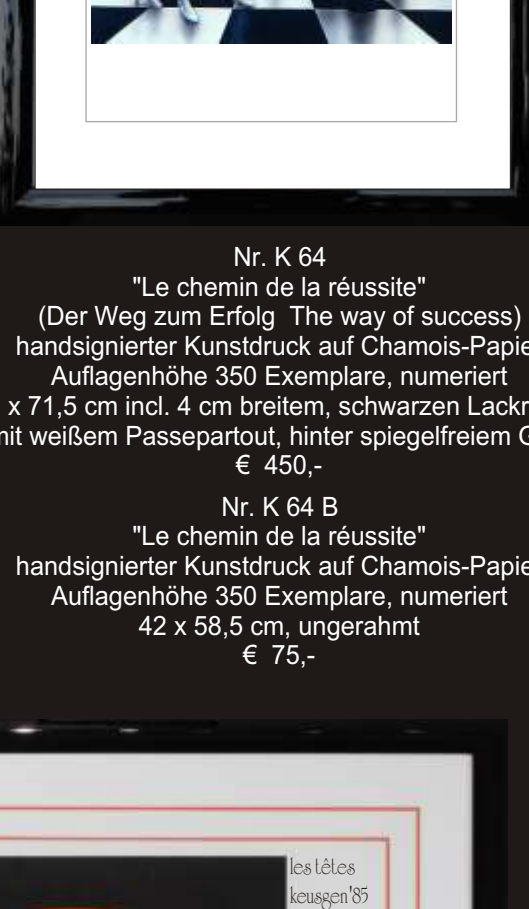 Nr. K 64
"Le chemin de la réussite"
(Der Weg zum Erfolg The way of success)
handsignierter Kunstdruck auf Chamois-Papie
Auflagenhöhe 350 Exemplare, numeriert
x 71,5 cm incl. 4 cm breitem, schwarzen Lackr
mit weißem Passepartout, hinter spiegelfreiem G
€ 450,-
Nr. K 64 B
"Le chemin de la réussite"
handsignierter Kunstdruck auf Chamois-Papie
Auflagenhöhe 350 Exemplare, numeriert
42 x 58,5 cm, ungerahmt
€ 75,-
les têtes
keusgen'85